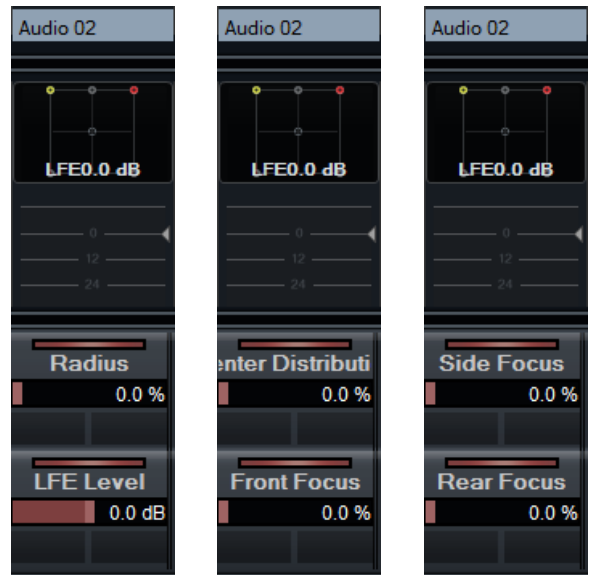 Audio 02
LFE0.0 dB
0
12
24
Radius
0.0 %
LFE Level
0.0 dB
Audio 02
LFE0.0 dB
0
12
24
enter Distributi
0.0 %
Front Focus
0.0 %
Audio 02
LFE0.0 dB
0
12
24
Side Focus
0.0 %
Rear Focus
0.0 %